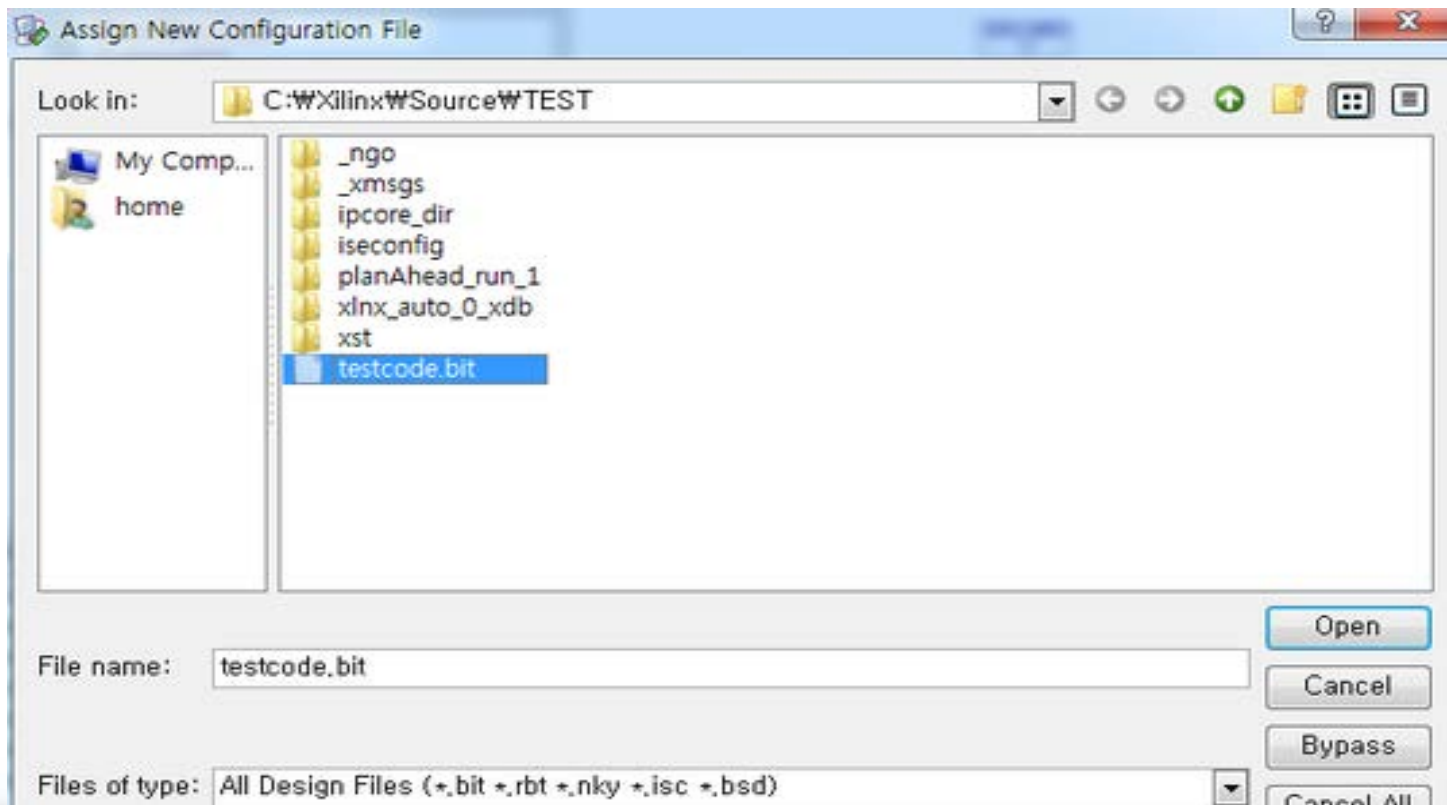 Assign New Configuration File
?
Look in: C:₩Xilinx₩Source₩TEST
My Comp...
home
_ngo
_xmsgs
ipcore_dir
iseconfig
planAhead_run_1
xlnx_auto_0_xdb
xst
testcode.bit
Open
File name: testcode.bit
Cancel
Bypass
Files of type: All Design Files (*.bit *.rbt *.nky *.isc *.bsd)
Cancel All